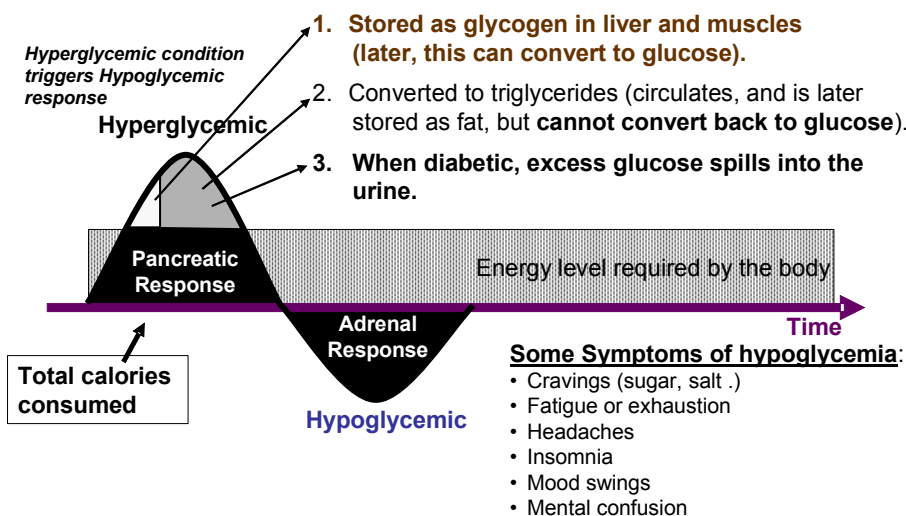 1. Stored as glycogen in liver and muscles
(later, this can convert to glucose).
Hyperglycemic condition
triggers Hypoglycemic
response
2. Converted to triglycerides (circulates, and is later
stored as fat, but cannot convert back to glucose).
Hyperglycemic
3. When diabetic, excess glucose spills into the
urine.
Pancreatic
Response
Energy level required by the body
Time
Adrenal
Response
Total calories
consumed
Hypoglycemic
Some Symptoms of hypoglycemia:
• Cravings (sugar, salt .)
• Fatigue or exhaustion
• Headaches
• Insomnia
• Mood swings
• Mental confusion